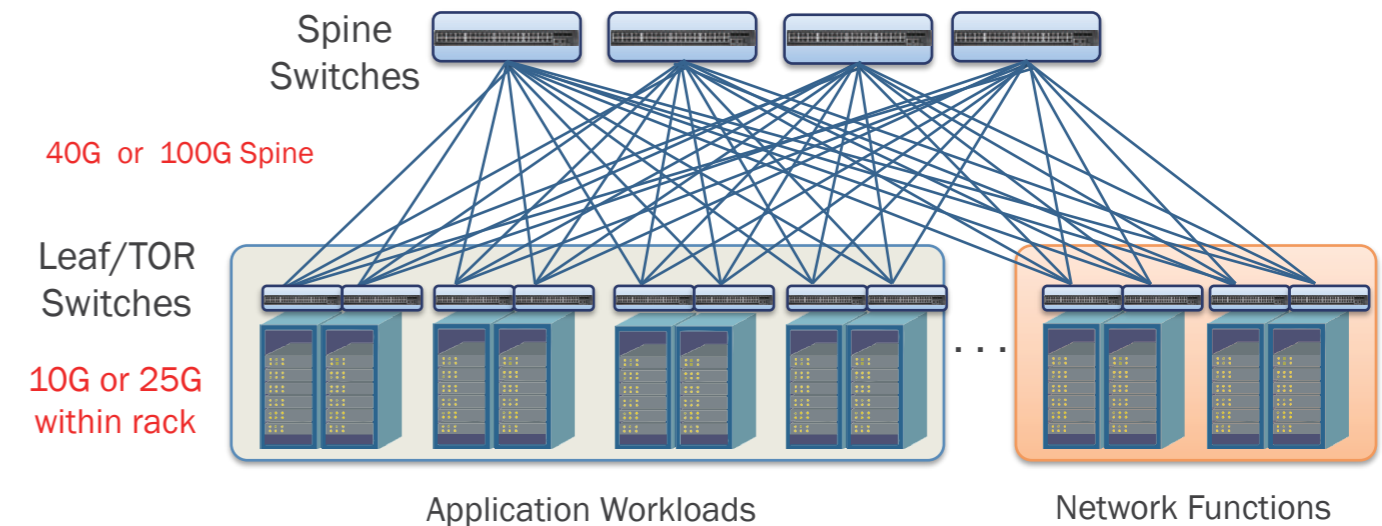 Spine
Switches
40G or 100G Spine
Leaf/TOR
Switches
10G or 25G
within rack
. . .
Application Workloads
Network Functions